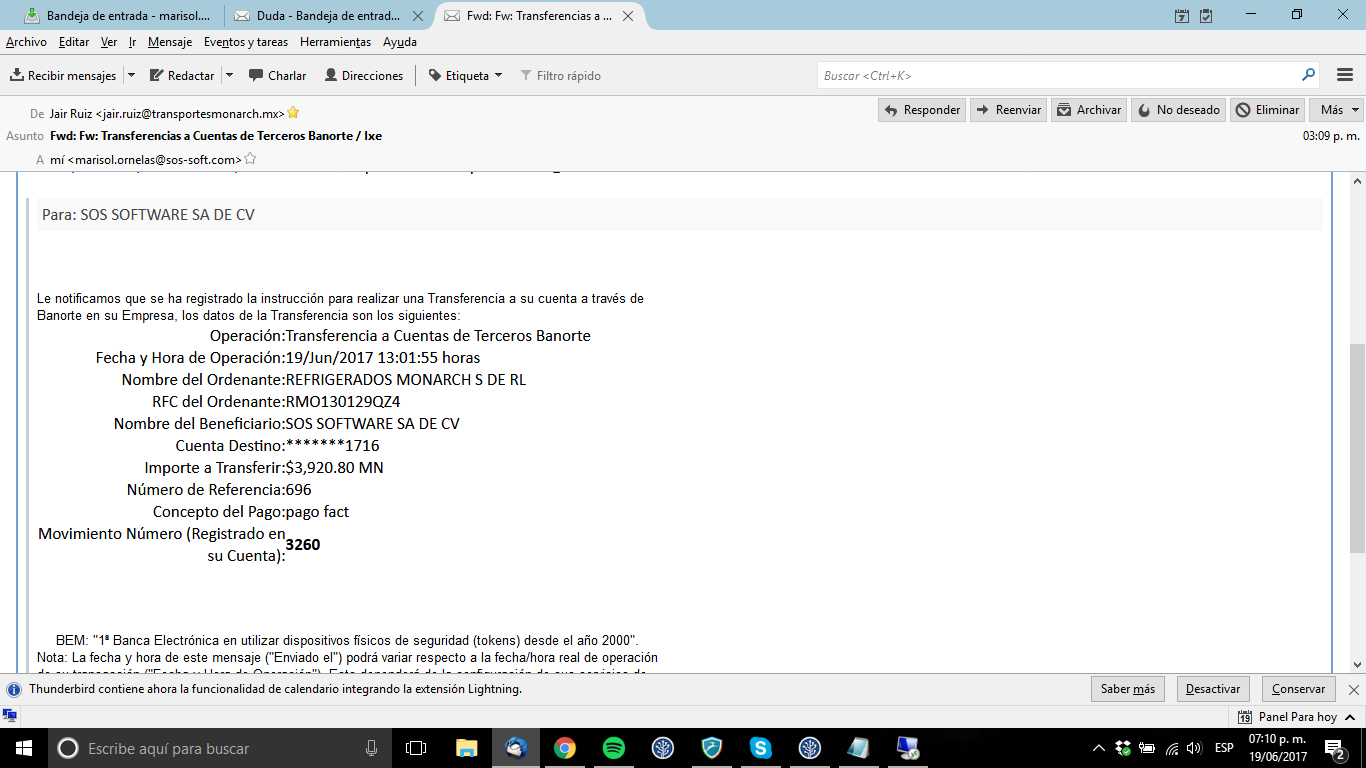 Bandeja de entrada - marisol....
Duda - Bandeja de entrad...
Fwd: Fw: Transferencias a ...
Archivo Editar Ver Ir Mensaje Eventos y tareas Herramientas Ayuda
Recibir mensajes Redactar Charlar Direcciones Etiqueta Filtro rápido Buscar <Ctrl+K>
De Jair Ruiz <jair.ruiz@transportesmonarch.mx> Responder Reenviar Archivar No deseado Eliminar Más
Asunto Fwd: Fw: Transferencias a Cuentas de Terceros Banorte / Ixe 03:09 p. m.
A mí <marisol.ornelas@sos-soft.com>
Para: SOS SOFTWARE SA DE CV
Le notificamos que se ha registrado la instrucción para realizar una Transferencia a su cuenta a través de
Banorte en su Empresa, los datos de la Transferencia son los siguientes:
Operación:Transferencia a Cuentas de Terceros Banorte
Fecha y Hora de Operación:19/Jun/2017 13:01:55 horas
Nombre del Ordenante:REFRIGERADOS MONARCH S DE RL
RFC del Ordenante:RMO130129QZ4
Nombre del Beneficiario:SOS SOFTWARE SA DE CV
Cuenta Destino:*******1716
Importe a Transferir:$3,920.80 MN
Número de Referencia:696
Concepto del Pago:pago fact
Movimiento Número (Registrado en
su Cuenta):3260
BEM: "1ª Banca Electrónica en utilizar dispositivos físicos de seguridad (tokens) desde el año 2000".
Nota: La fecha y hora de este mensaje ("Enviado el") podrá variar respecto a la fecha/hora real de operación
Thunderbird contiene ahora la funcionalidad de calendario integrando la extensión Lightning. Saber más Desactivar Conservar
19 Panel Para hoy
Escribe aquí para buscar
ESP
07:10 p. m.
19/06/2017
2